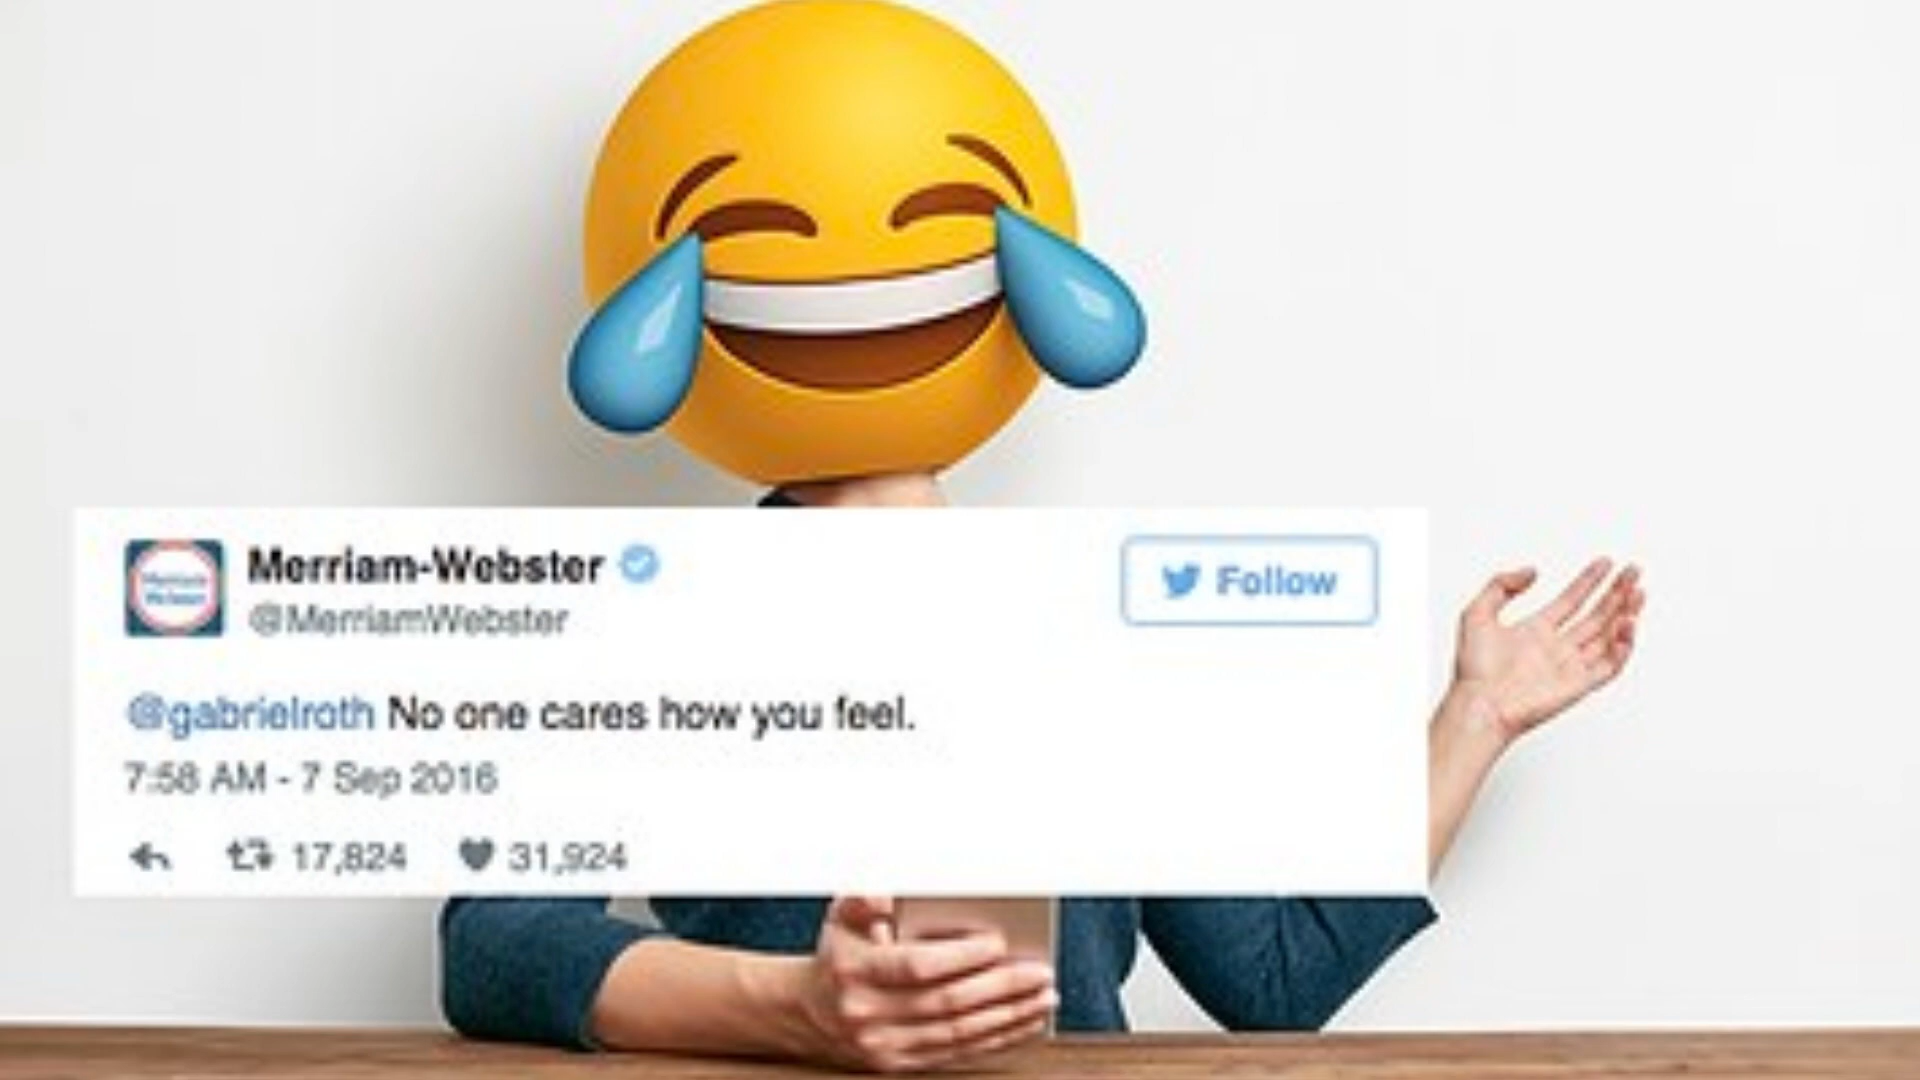 Merriam-Webster
@MerriamWebster
Follow
@gabrielroth No one cares how you feel.
7:58 AM - 7 Sep 2016
17,824 31,924